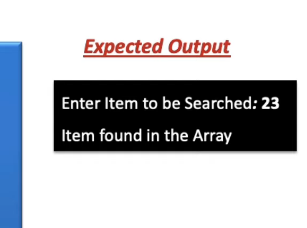 Expected Output
Enter Item to be Searched: 23
Item found in the Array